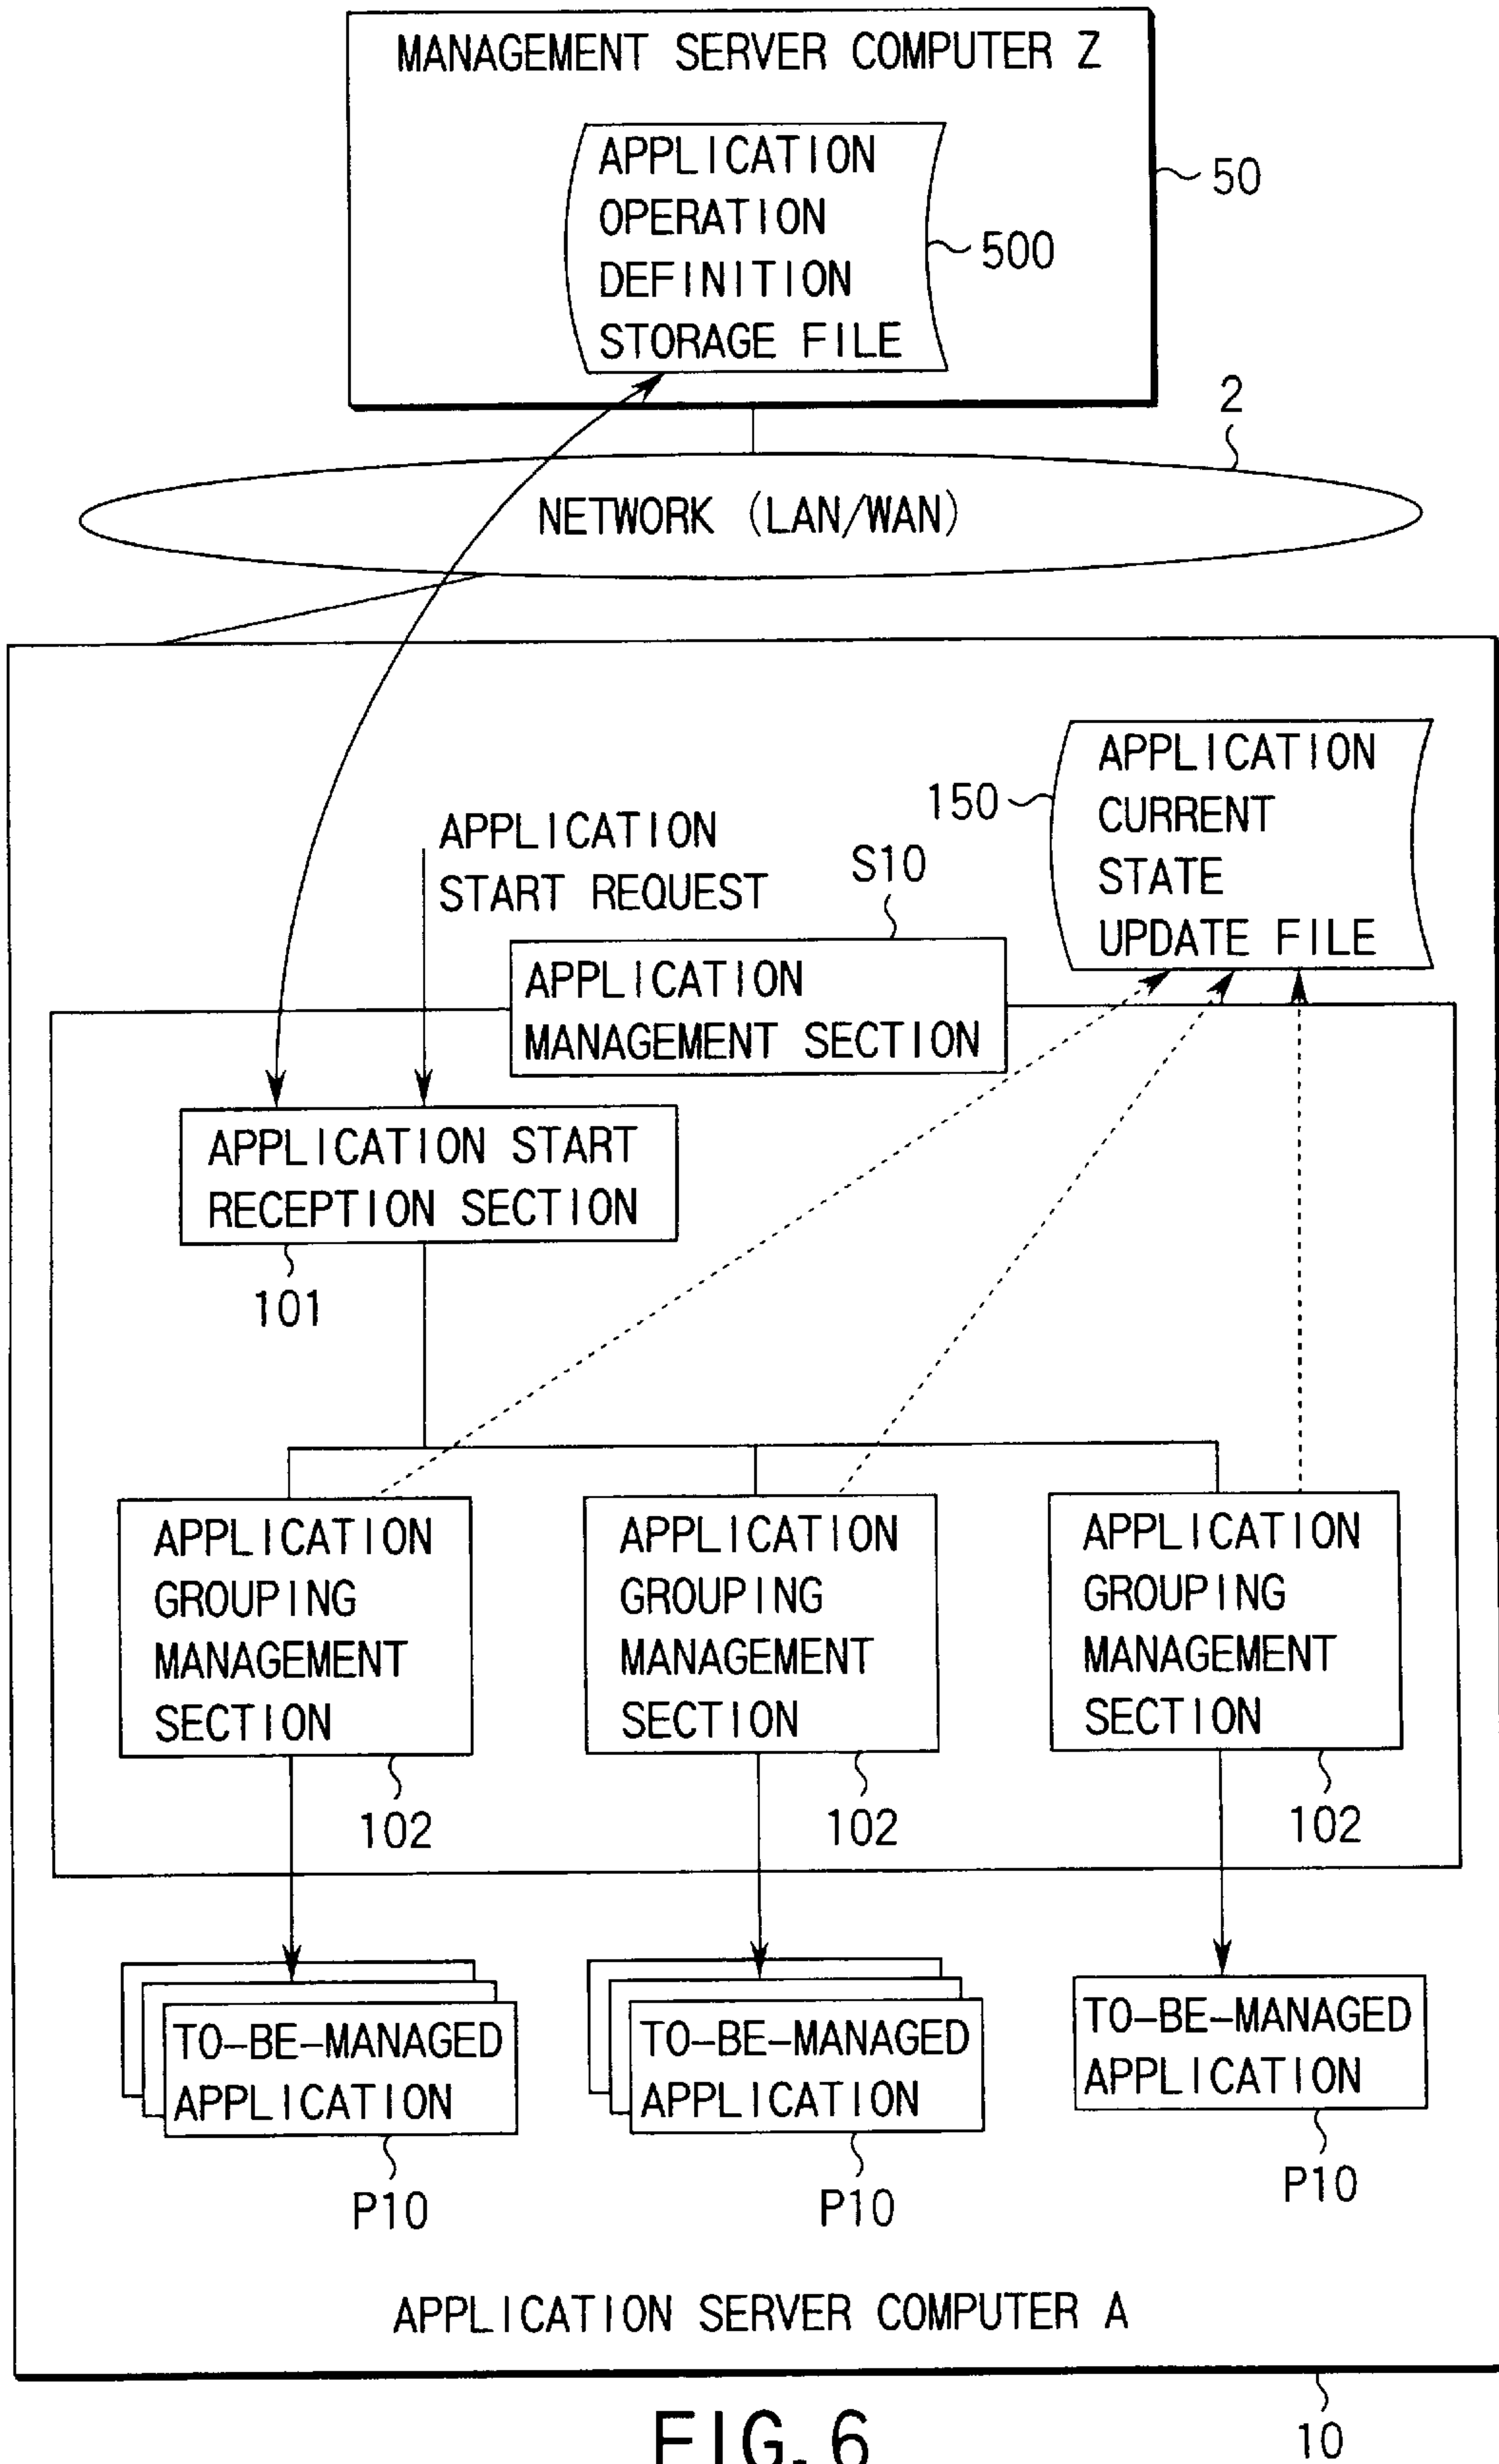 MANAGEMENT SERVER COMPUTER Z
APPLICATION
OPERATION
DEFINITION
STORAGE FILE
50
500
2
NETWORK (LAN/WAN)
APPLICATION
CURRENT
STATE
UPDATE FILE
150
APPLICATION
START REQUEST
S10
APPLICATION
MANAGEMENT SECTION
APPLICATION START
RECEPTION SECTION
101
APPLICATION
GROUPING
MANAGEMENT
SECTION
102
APPLICATION
GROUPING
MANAGEMENT
SECTION
102
APPLICATION
GROUPING
MANAGEMENT
SECTION
102
TO-BE-MANAGED
APPLICATION
P10
TO-BE-MANAGED
APPLICATION
P10
TO-BE-MANAGED
APPLICATION
P10
APPLICATION SERVER COMPUTER A
10
FIG. 6